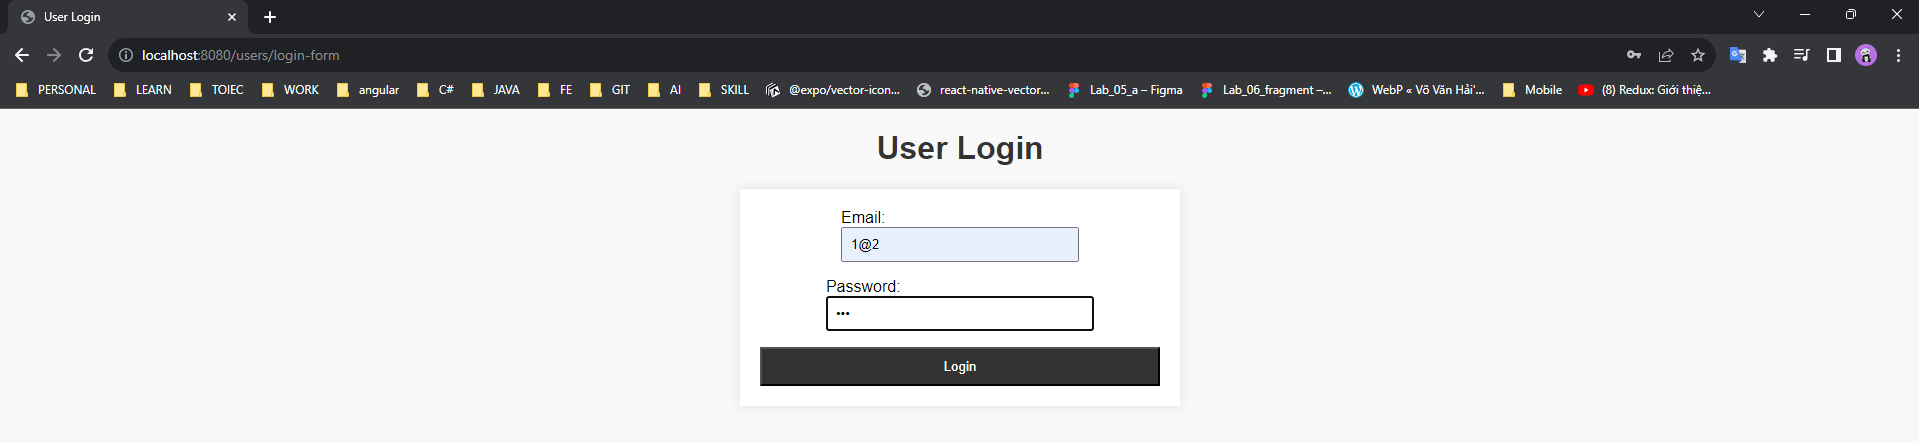 User Login
localhost:8080/users/login-form
PERSONAL LEARN TOIEC WORK angular C# JAVA FE GIT AI SKILL @expo/vector-icon... react-native-vector... Lab_05_a – Figma Lab_06_fragment –... WebP « Võ Văn Hải'... Mobile (8) Redux: Giới thiệ...
User Login
Email:
1@2
Password:
•••
Login